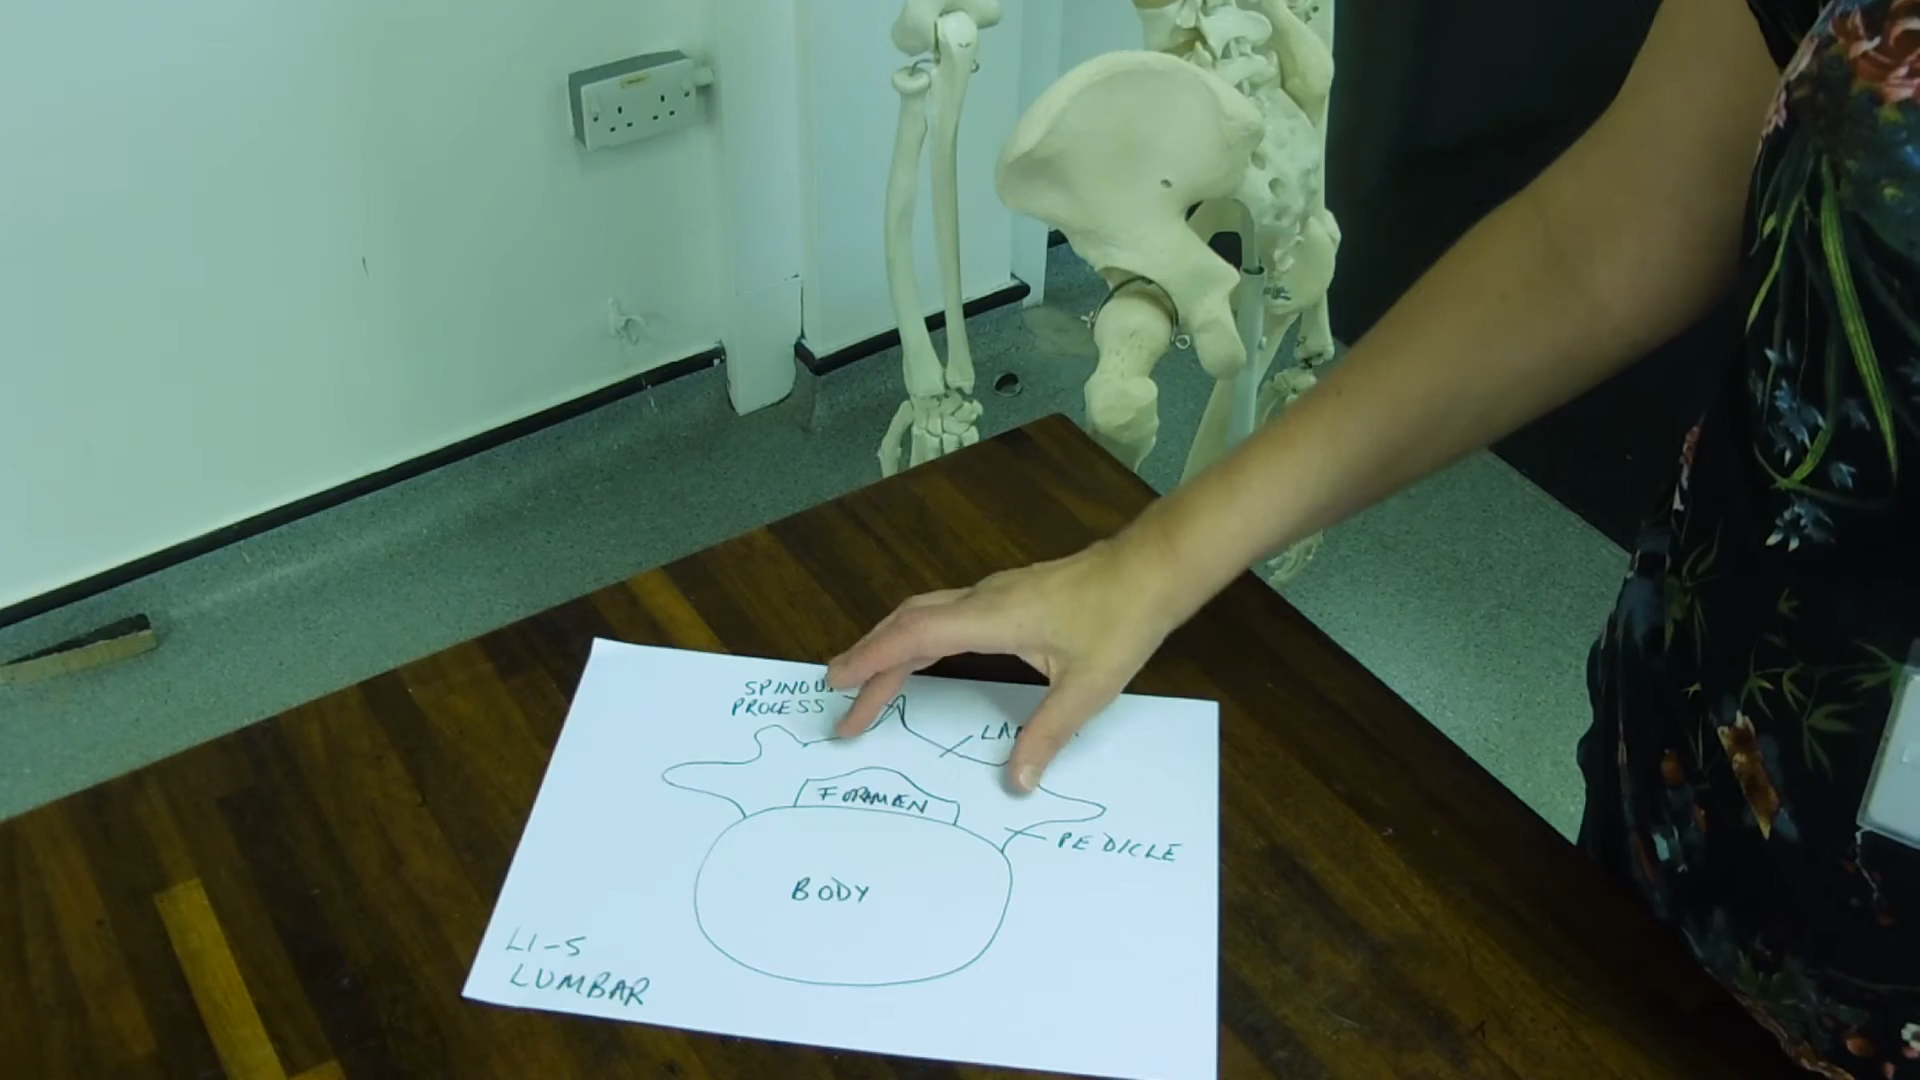 SPINOUS
PROCESS
FORAMEN
PEDICLE
BODY
L1-5
LUMBAR